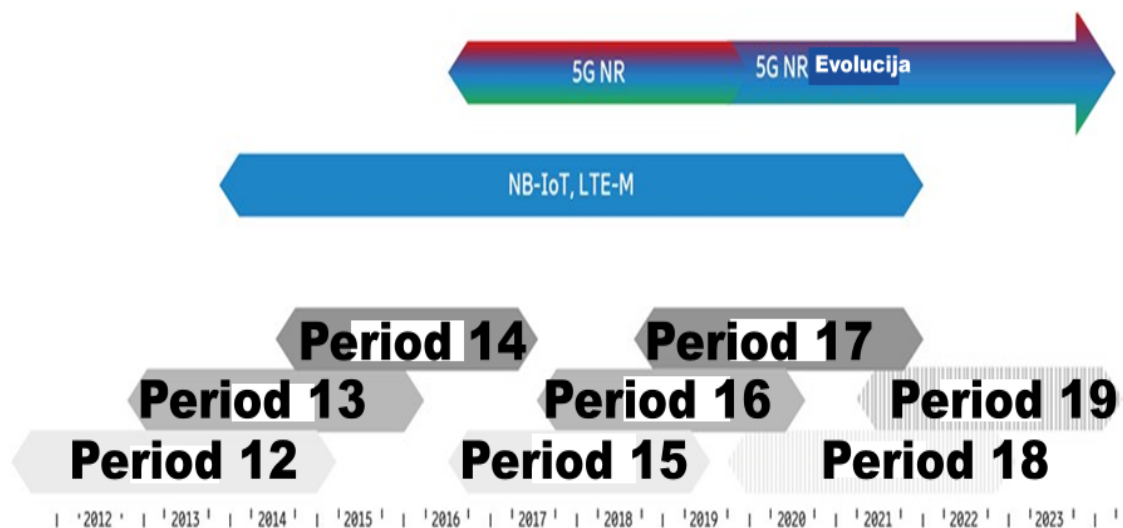 5G NR
5G NR Evolucija
NB-IoT, LTE-M
Period 14
Period 17
Period 13
Period 16
Period 19
Period 12
Period 15
Period 18
2012 2013 2014 2015 2016 2017 2018 2019 2020 2021 2022 2023